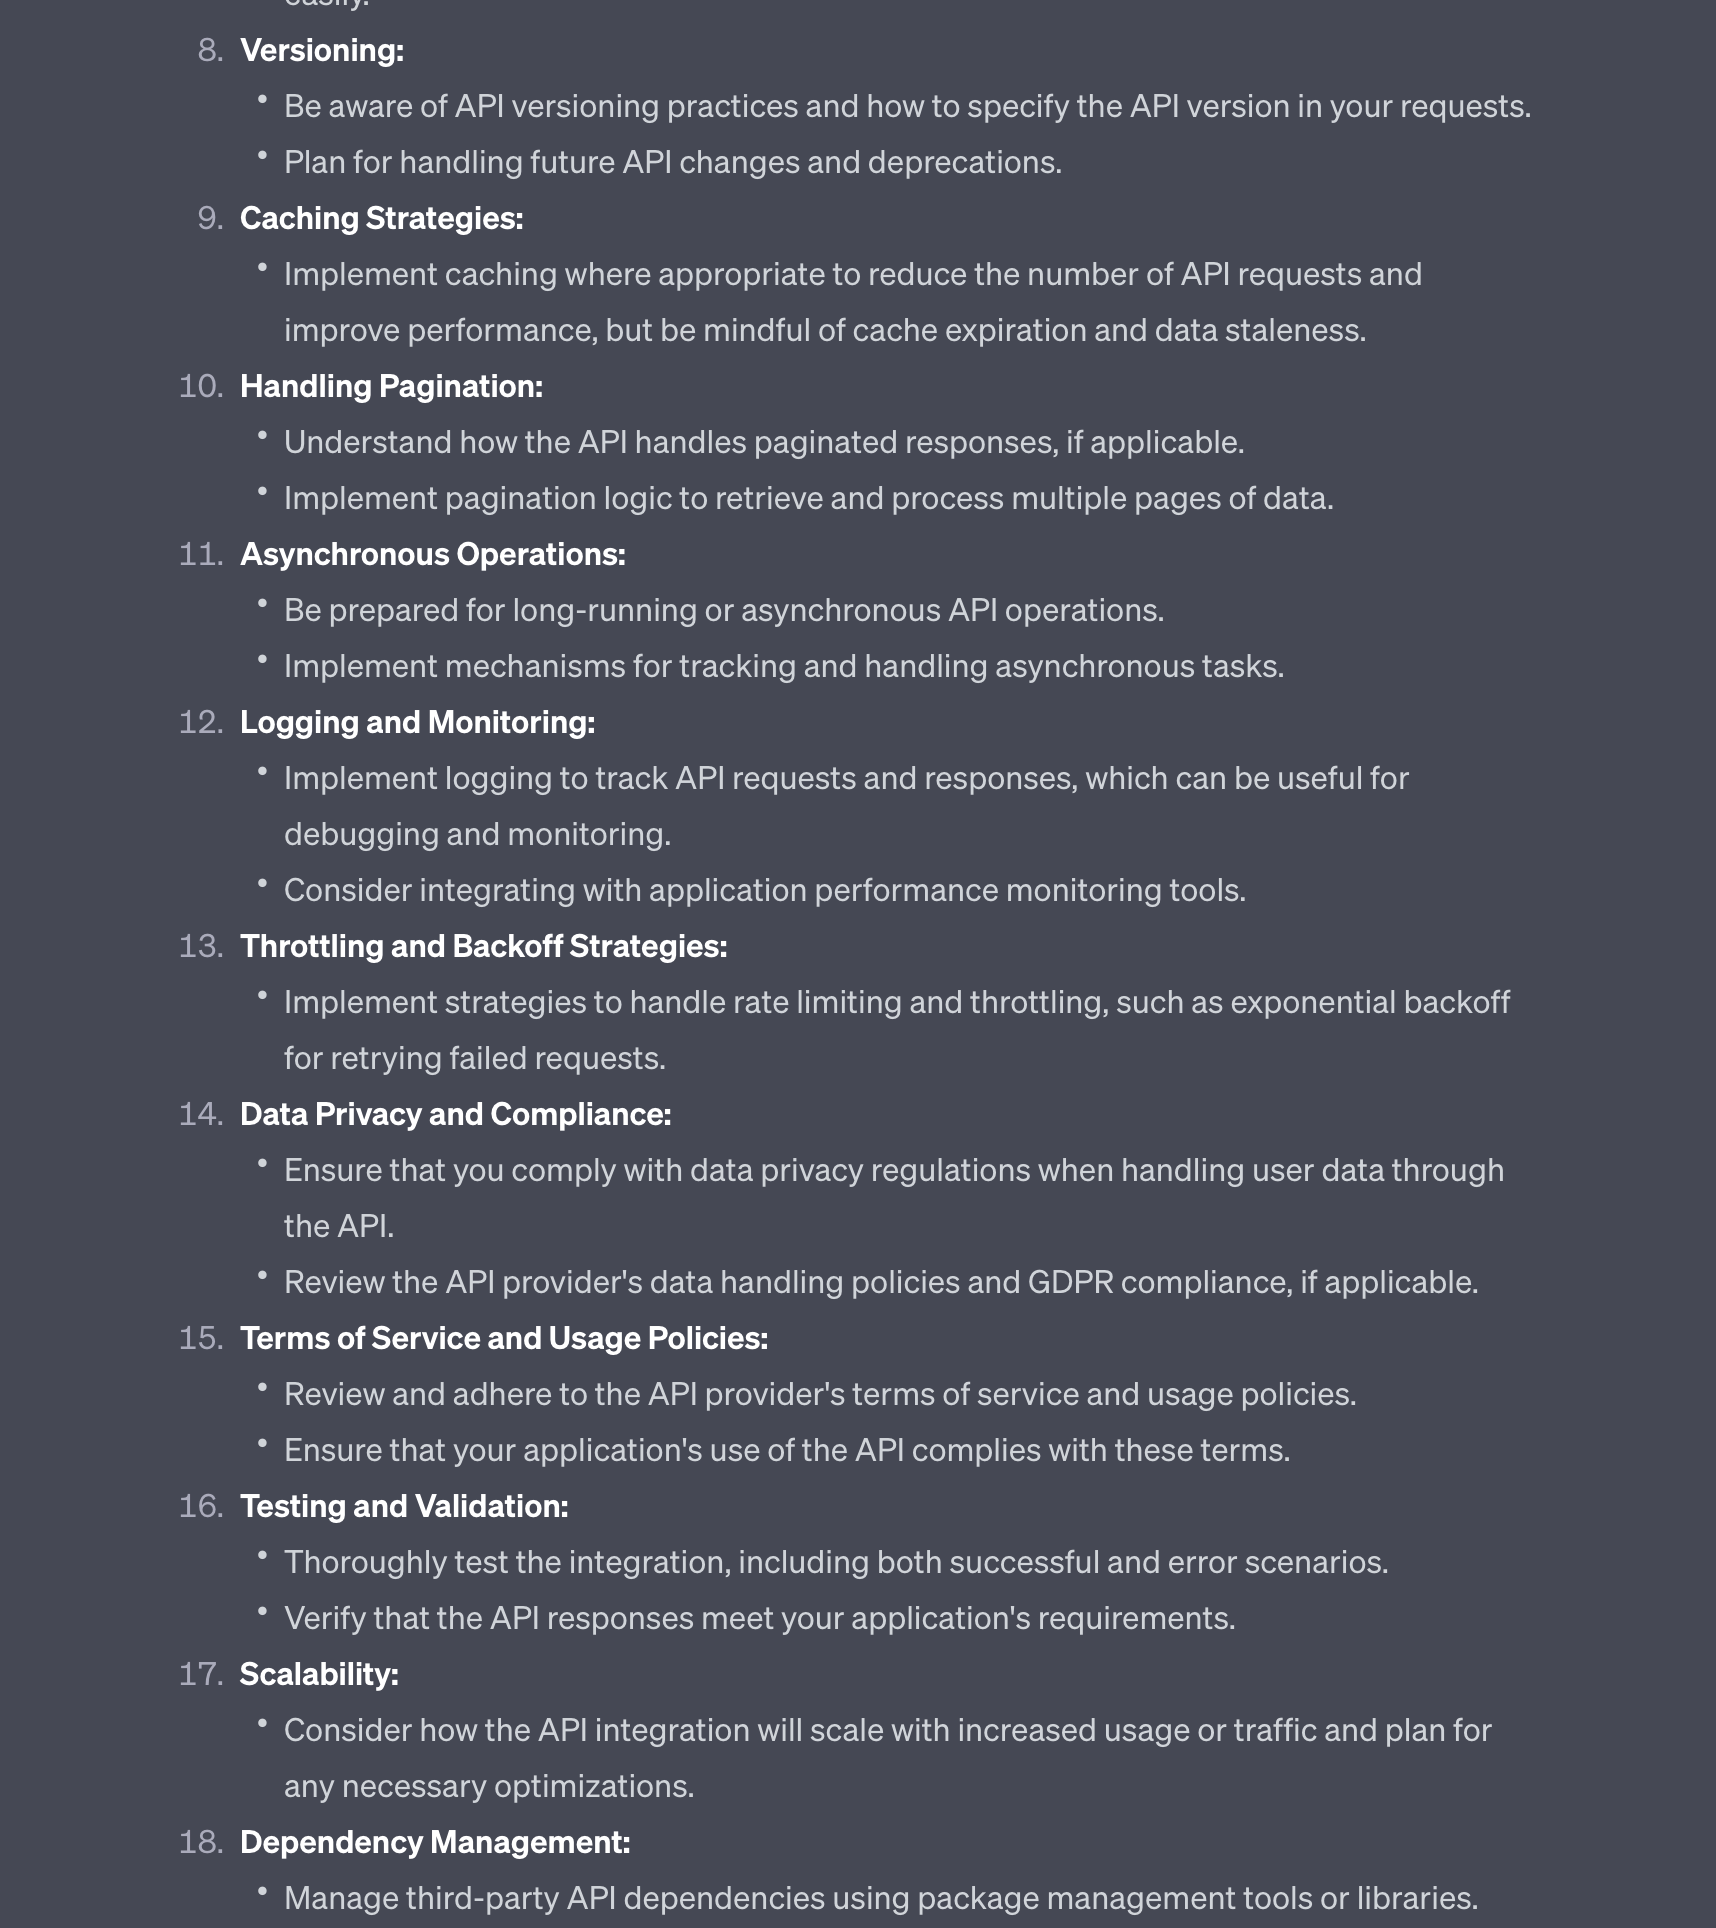 easily.
8. Versioning:
• Be aware of API versioning practices and how to specify the API version in your requests.
• Plan for handling future API changes and deprecations.
9. Caching Strategies:
• Implement caching where appropriate to reduce the number of API requests and
improve performance, but be mindful of cache expiration and data staleness.
10. Handling Pagination:
• Understand how the API handles paginated responses, if applicable.
• Implement pagination logic to retrieve and process multiple pages of data.
11. Asynchronous Operations:
• Be prepared for long-running or asynchronous API operations.
• Implement mechanisms for tracking and handling asynchronous tasks.
12. Logging and Monitoring:
• Implement logging to track API requests and responses, which can be useful for
debugging and monitoring.
• Consider integrating with application performance monitoring tools.
13. Throttling and Backoff Strategies:
• Implement strategies to handle rate limiting and throttling, such as exponential backoff
for retrying failed requests.
14. Data Privacy and Compliance:
• Ensure that you comply with data privacy regulations when handling user data through
the API.
• Review the API provider's data handling policies and GDPR compliance, if applicable.
15. Terms of Service and Usage Policies:
• Review and adhere to the API provider's terms of service and usage policies.
• Ensure that your application's use of the API complies with these terms.
16. Testing and Validation:
• Thoroughly test the integration, including both successful and error scenarios.
• Verify that the API responses meet your application's requirements.
17. Scalability:
• Consider how the API integration will scale with increased usage or traffic and plan for
any necessary optimizations.
18. Dependency Management:
• Manage third-party API dependencies using package management tools or libraries.